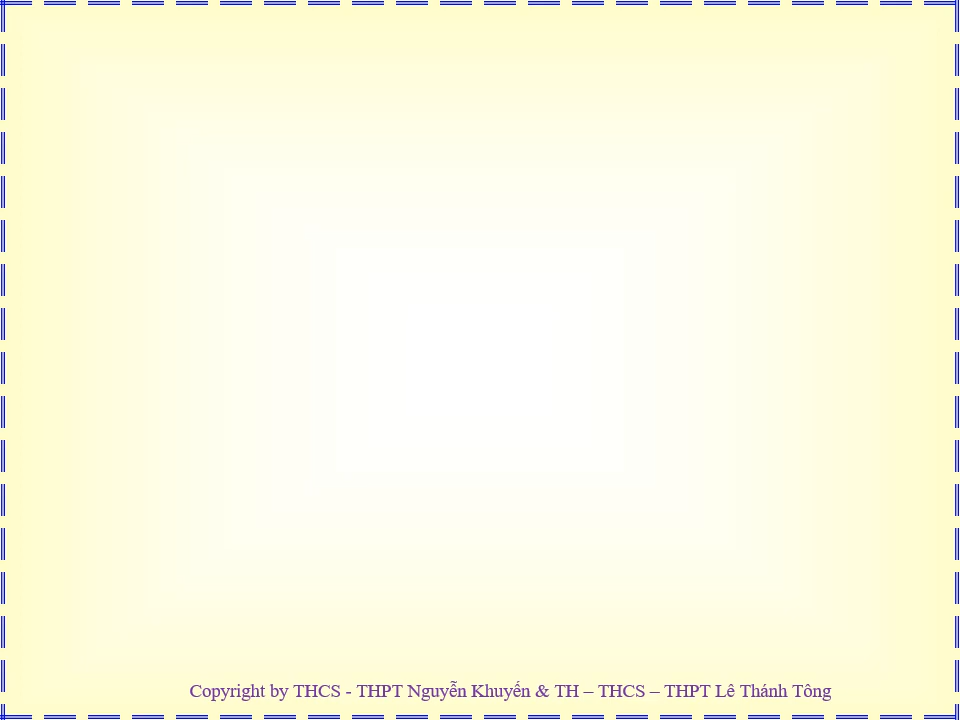 Copyright by THCS - THPT Nguyễn Khuyến & TH – THCS – THPT Lê Thánh Tông